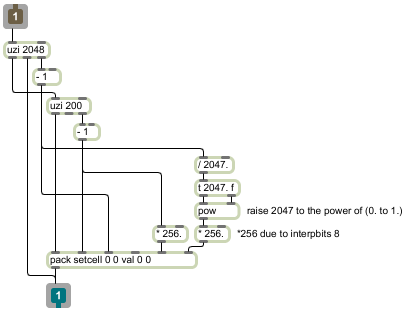 1
uzi 2048
- 1
uzi 200
- 1
/ 2047.
t 2047. f
pow
raise 2047 to the power of (0. to 1.)
* 256.
* 256.
*256 due to interpbits 8
pack setcell 0 0 val 0 0
1